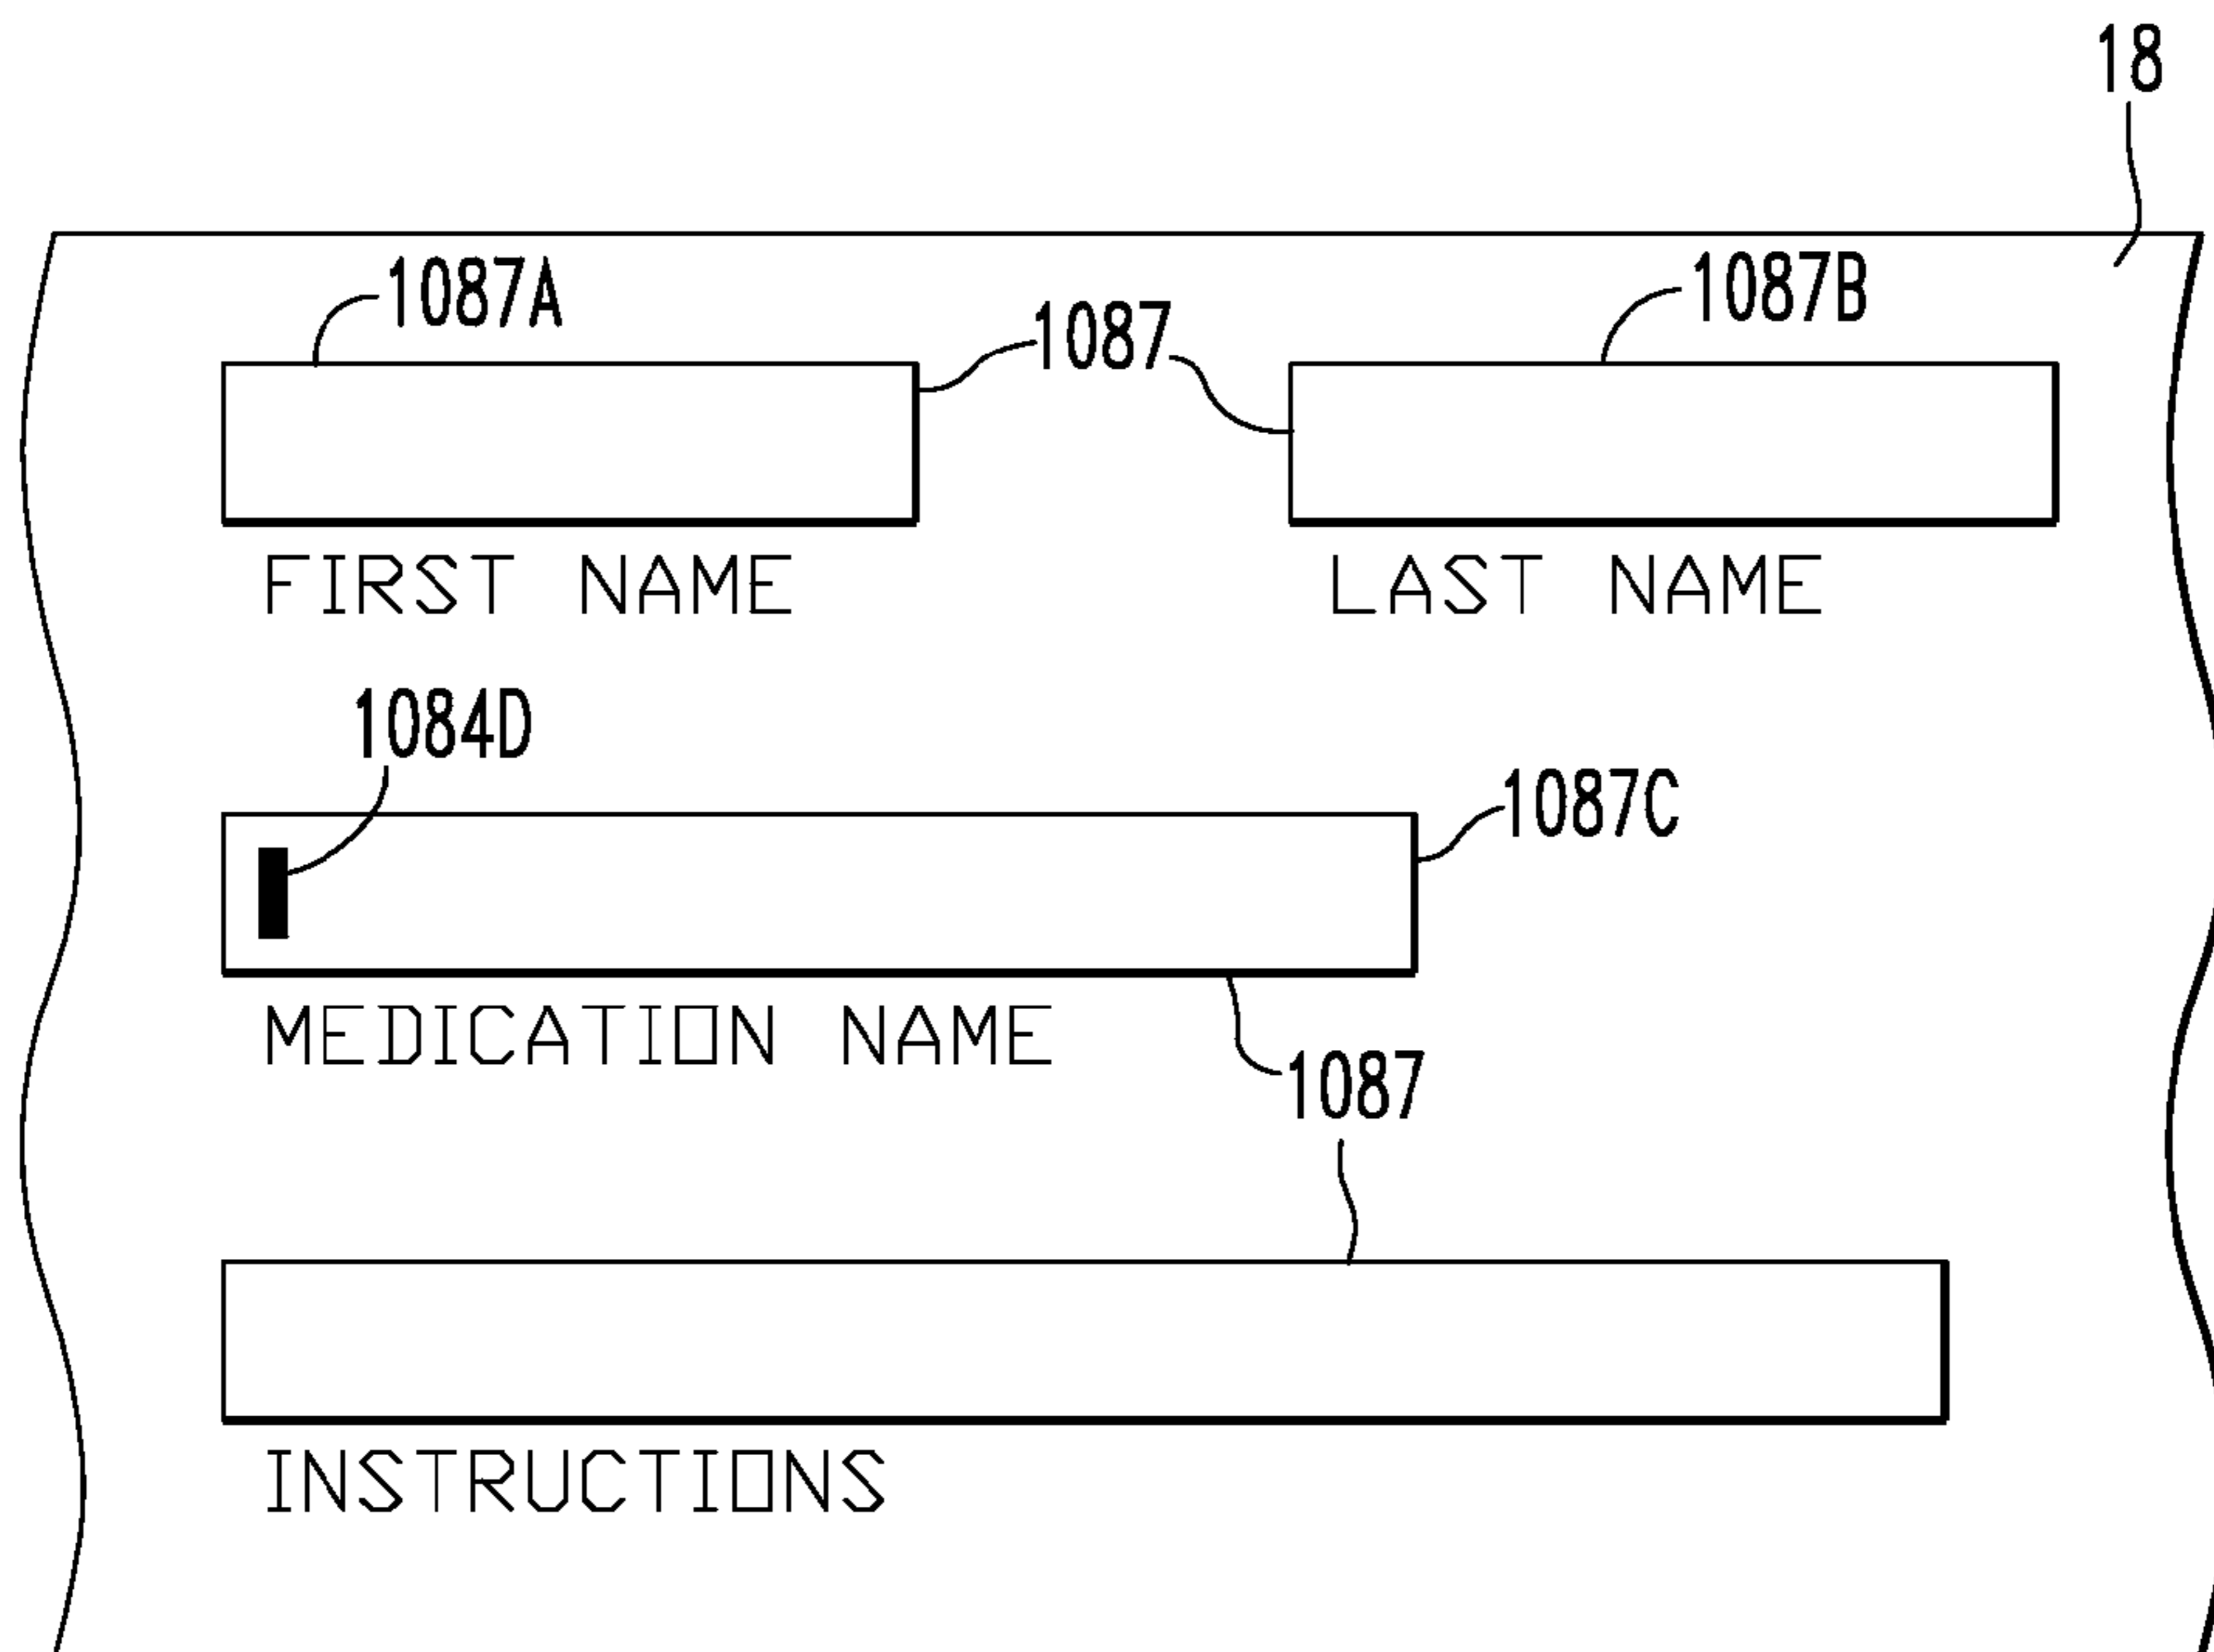 18
1087A 1087 1087B
FIRST NAME LAST NAME
1084D
1087C
MEDICATION NAME
1087
INSTRUCTIONS